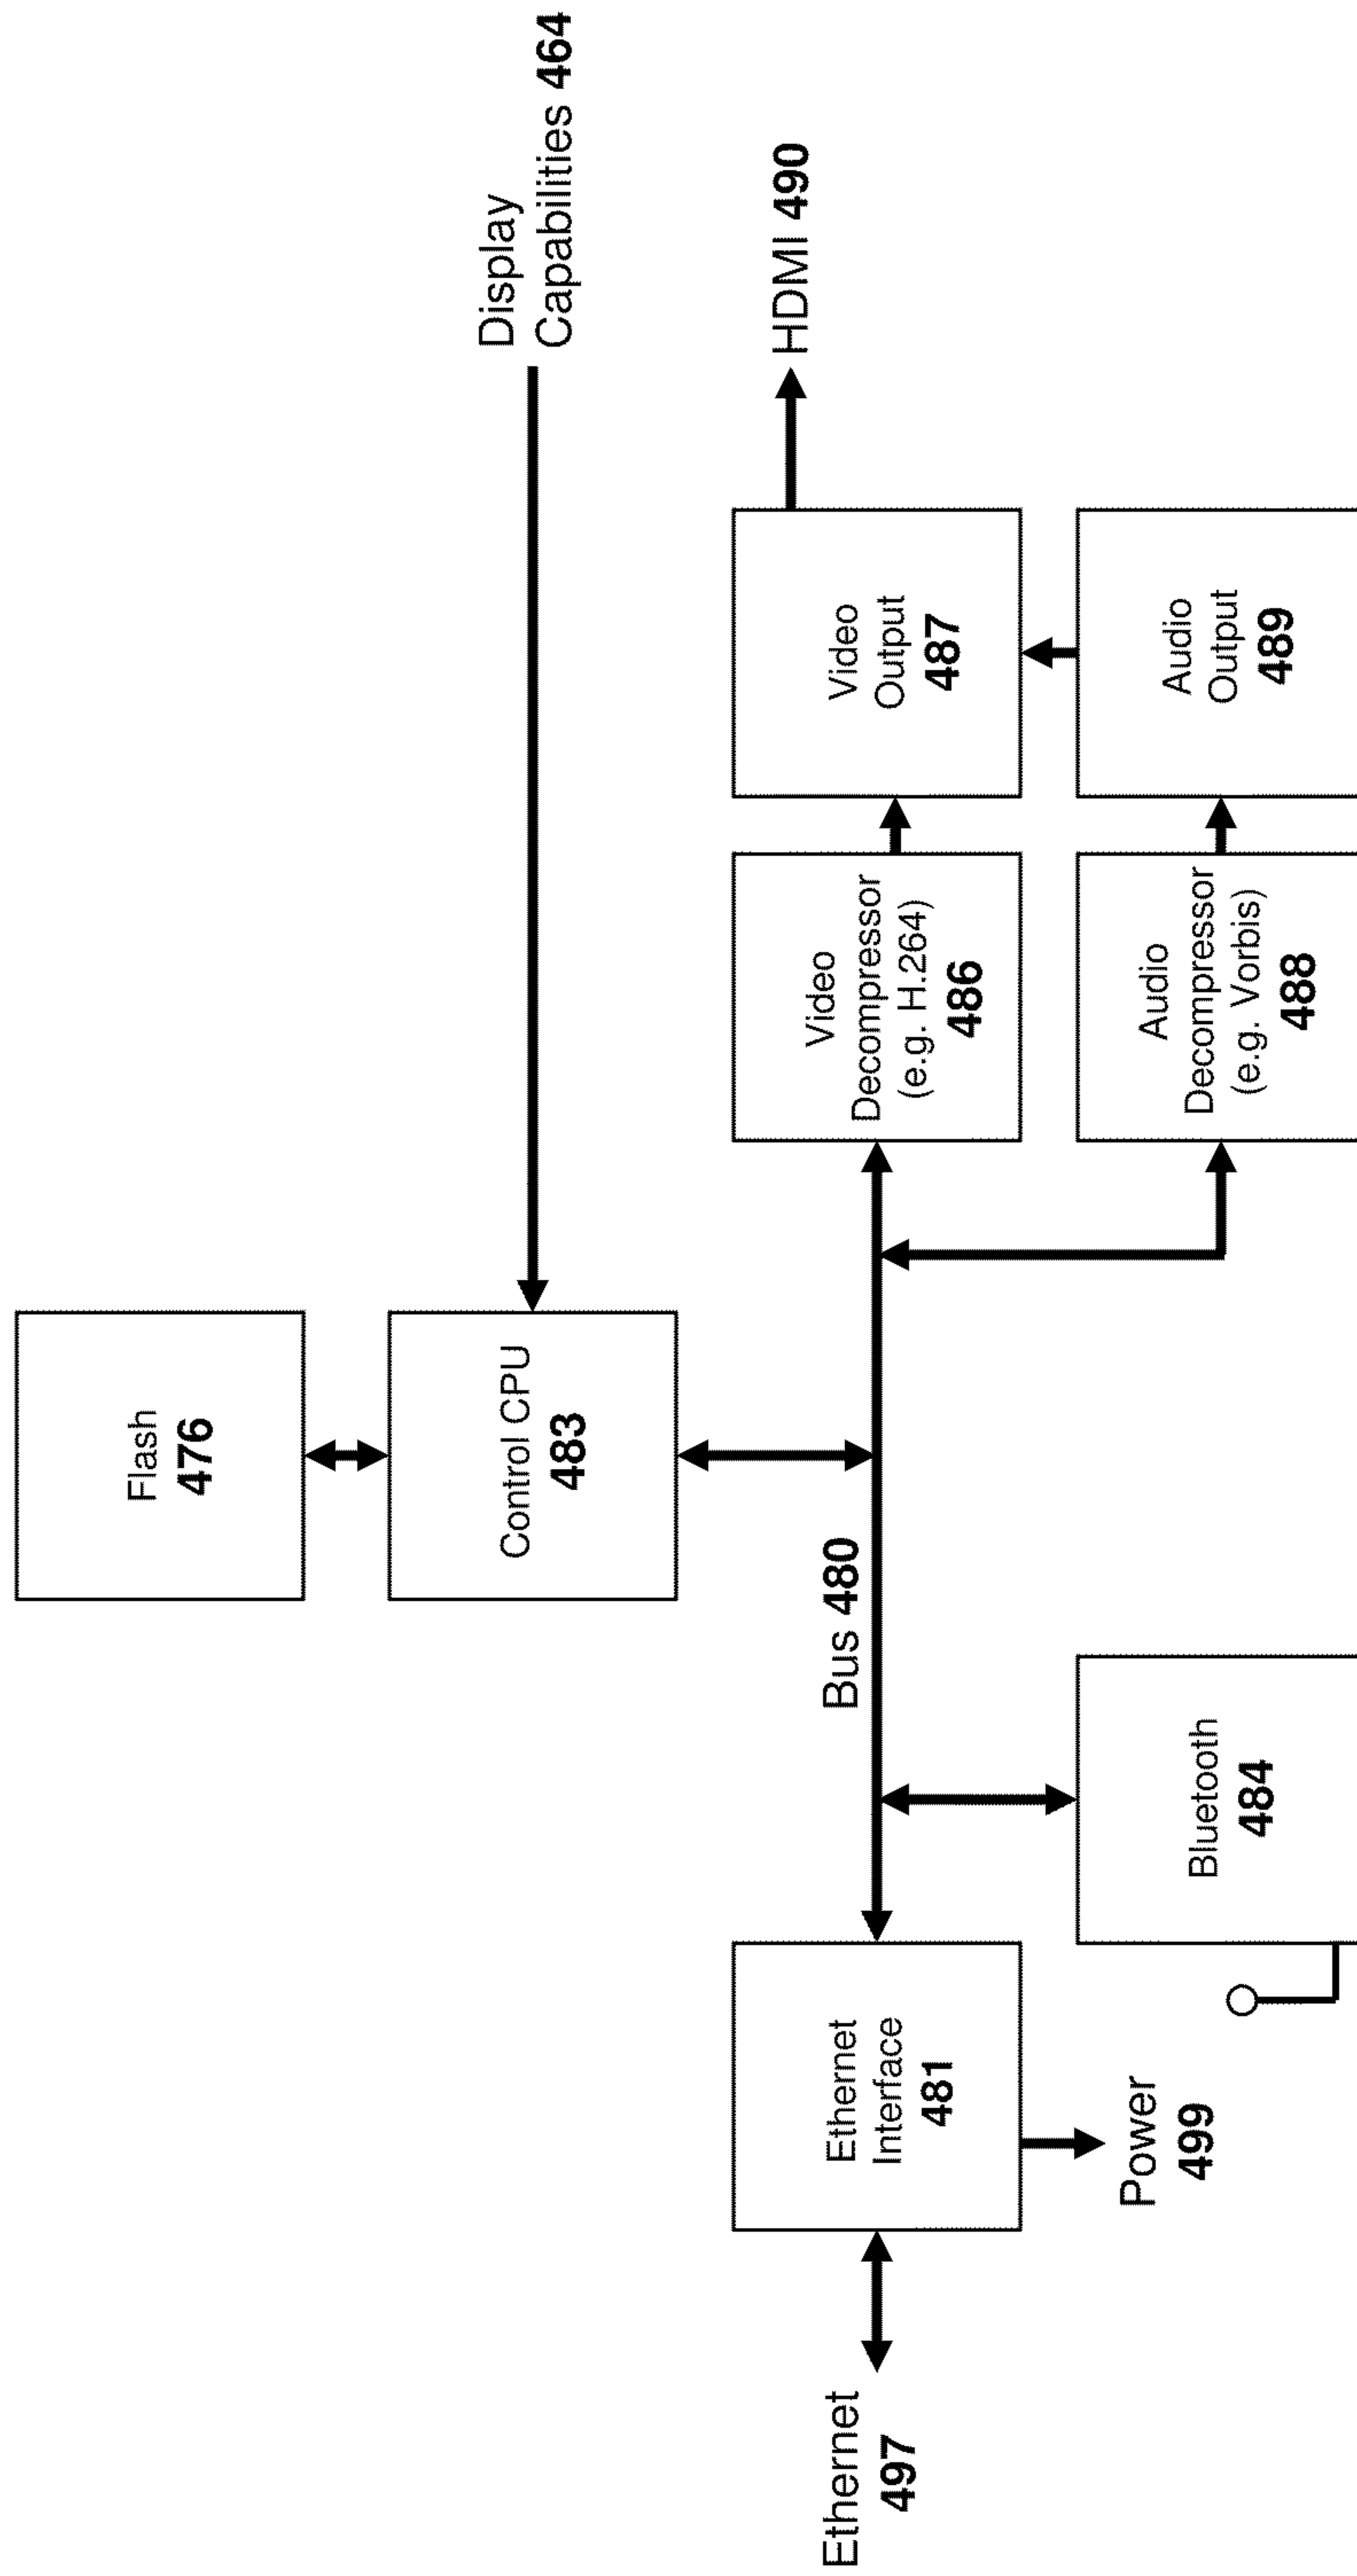 Flash
476
Display
Capabilities 464
Control CPU
483
Bus 480
HDMI 490
Ethernet
497
Ethernet
Interface
481
Video
Decompressor
(e.g. H.264)
486
Video
Output
487
Power
499
Bluetooth
484
Audio
Decompressor
(e.g. Vorbis)
488
Audio
Output
489